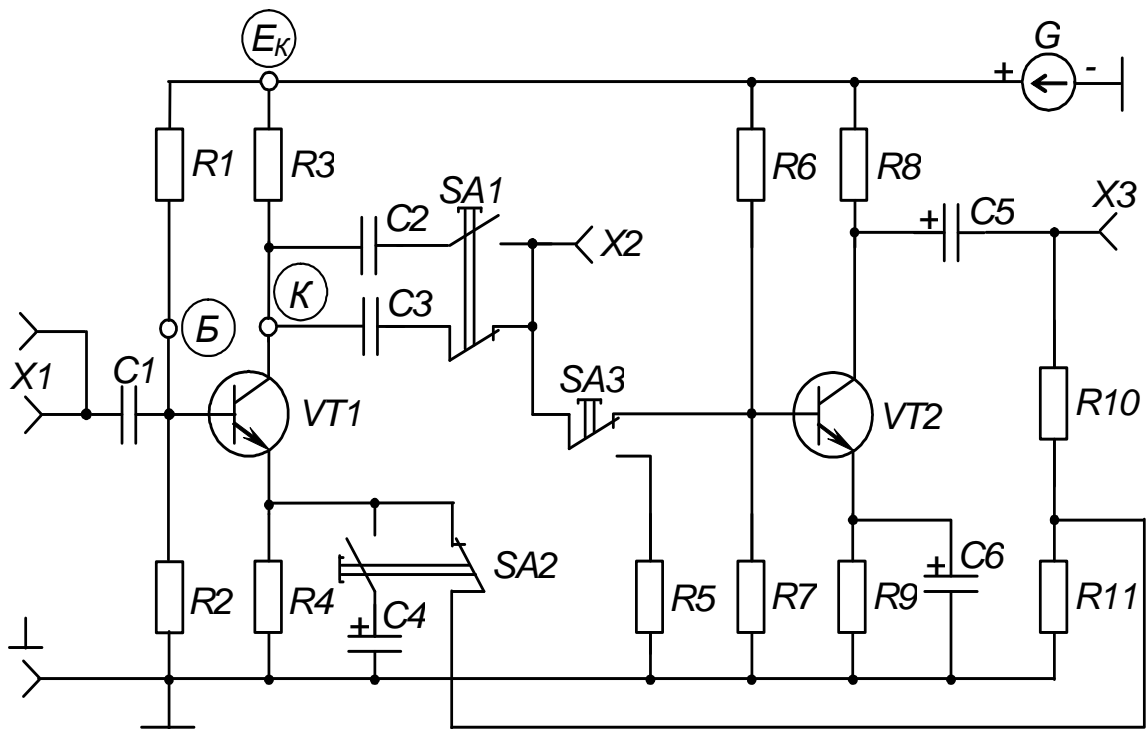 Eк
G
+
-
R1
R3
R6
R8
SA1
C2
+
C5
X3
X2
К
C3
Б
X1
C1
SA3
VT1
VT2
R10
SA2
C6
+
R2
R4
+
C4
R5
R7
R9
R11